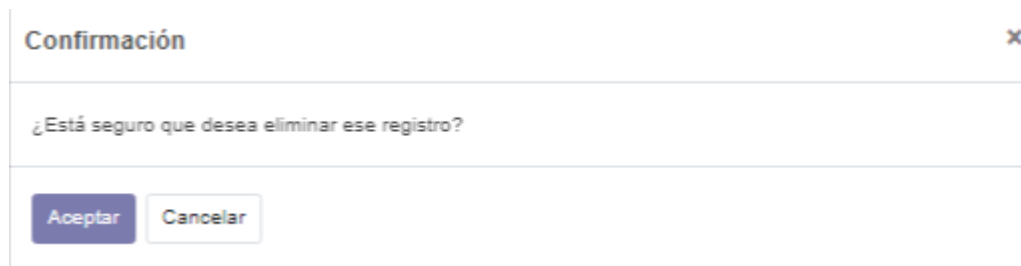 Confirmación
¿Está seguro que desea eliminar ese registro?
Aceptar
Cancelar